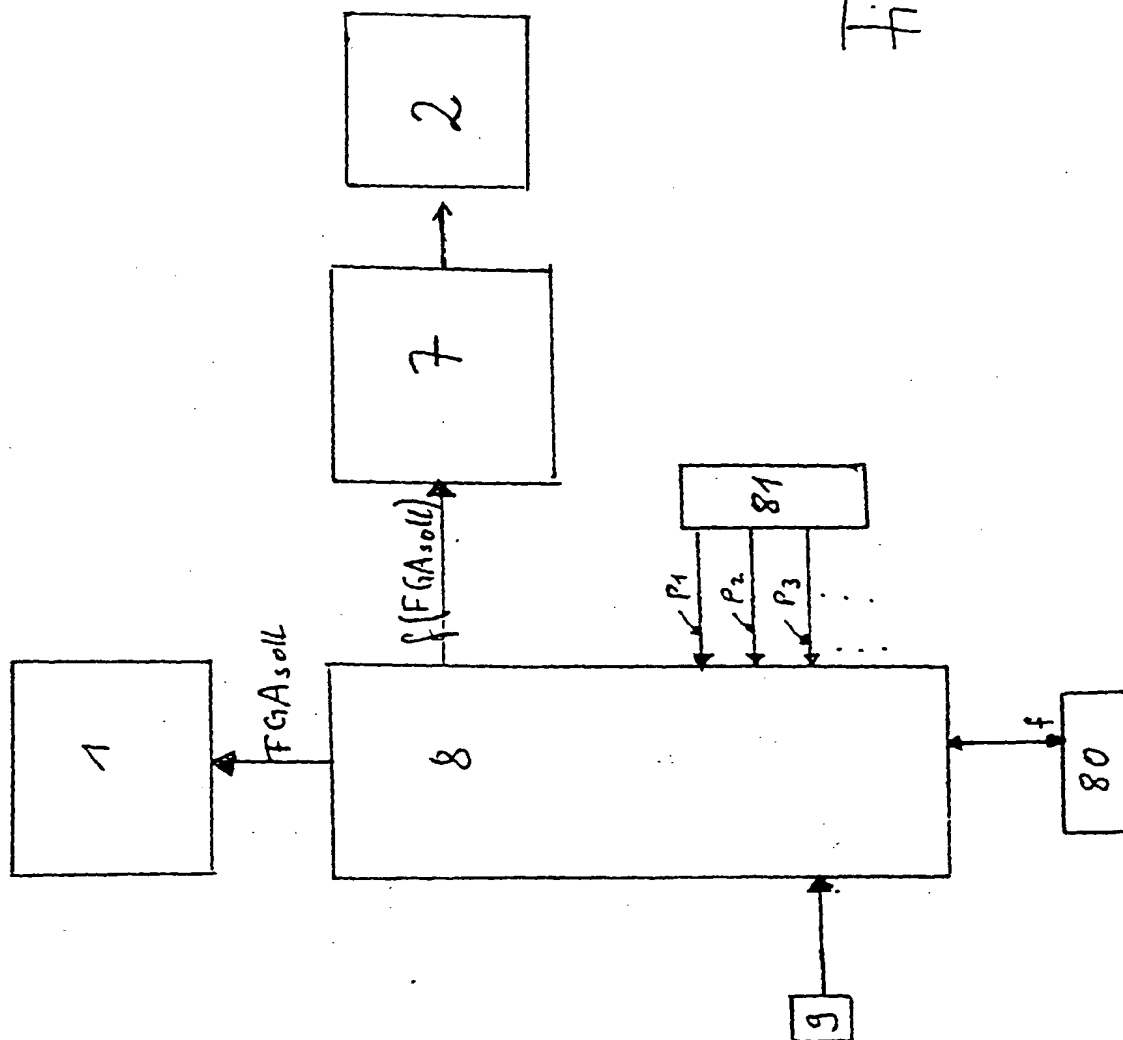 1
FGAsoll
8
f(FGAsoll)
7
2
9
80
f
P1
P2
P3
. . .
. . .
81